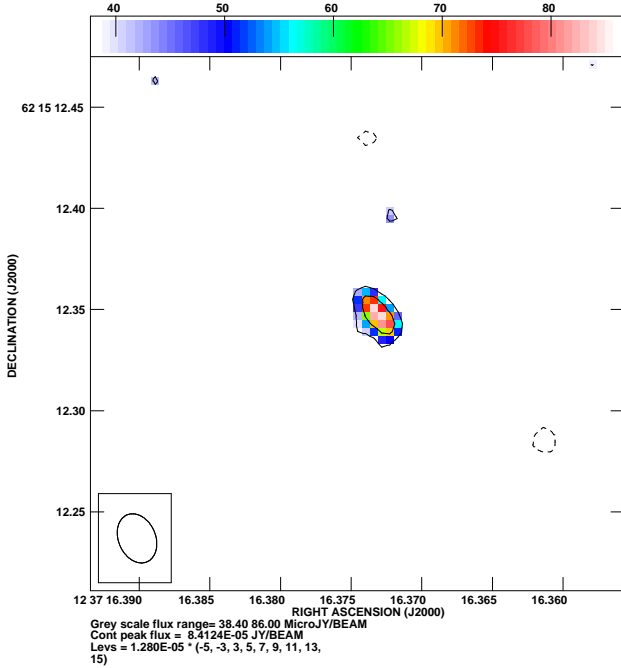 40 50 60 70 80
62 15 12.45
12.40
12.35
12.30
12.25
DECLINATION (J2000)
12 37 16.390 16.385 16.380 16.375 16.370 16.365 16.360
RIGHT ASCENSION (J2000)
Grey scale flux range= 38.40 86.00 MicroJY/BEAM
Cont peak flux = 8.4124E-05 JY/BEAM
Levs = 1.280E-05 * (-5, -3, 3, 5, 7, 9, 11, 13,
15)